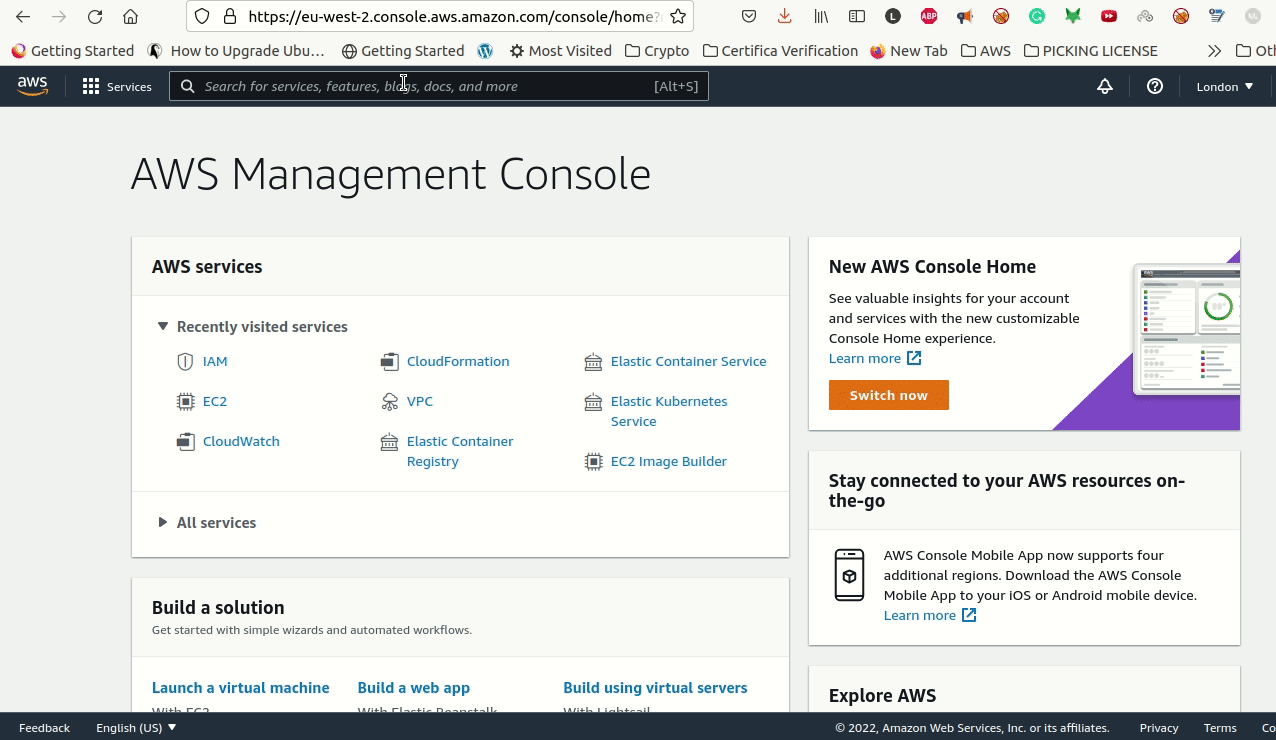 https://eu-west-2.console.aws.amazon.com/console/home?
L ABP
Getting Started How to Upgrade Ubu… Getting Started Most Visited Crypto Certifica Verification New Tab AWS PICKING LICENSE Ot
aws Services Search for services, features, blogs, docs, and more [Alt+S] London
AWS Management Console
AWS services
Recently visited services
IAM
EC2
CloudWatch
CloudFormation
VPC
Elastic Container
Registry
Elastic Container Service
Elastic Kubernetes
Service
EC2 Image Builder
All services
Build a solution
Get started with simple wizards and automated workflows.
Launch a virtual machine
With EC2
Build a web app
With Elastic Beanstalk
Build using virtual servers
With Lightsail
New AWS Console Home
See valuable insights for your account
and services with the new customizable
Console Home experience.
Learn more
Switch now
Stay connected to your AWS resources on-
the-go
AWS Console Mobile App now supports four
additional regions. Download the AWS Console
Mobile App to your iOS or Android mobile device.
Learn more
Explore AWS
Feedback English (US) © 2022, Amazon Web Services, Inc. or its affiliates. Privacy Terms Co